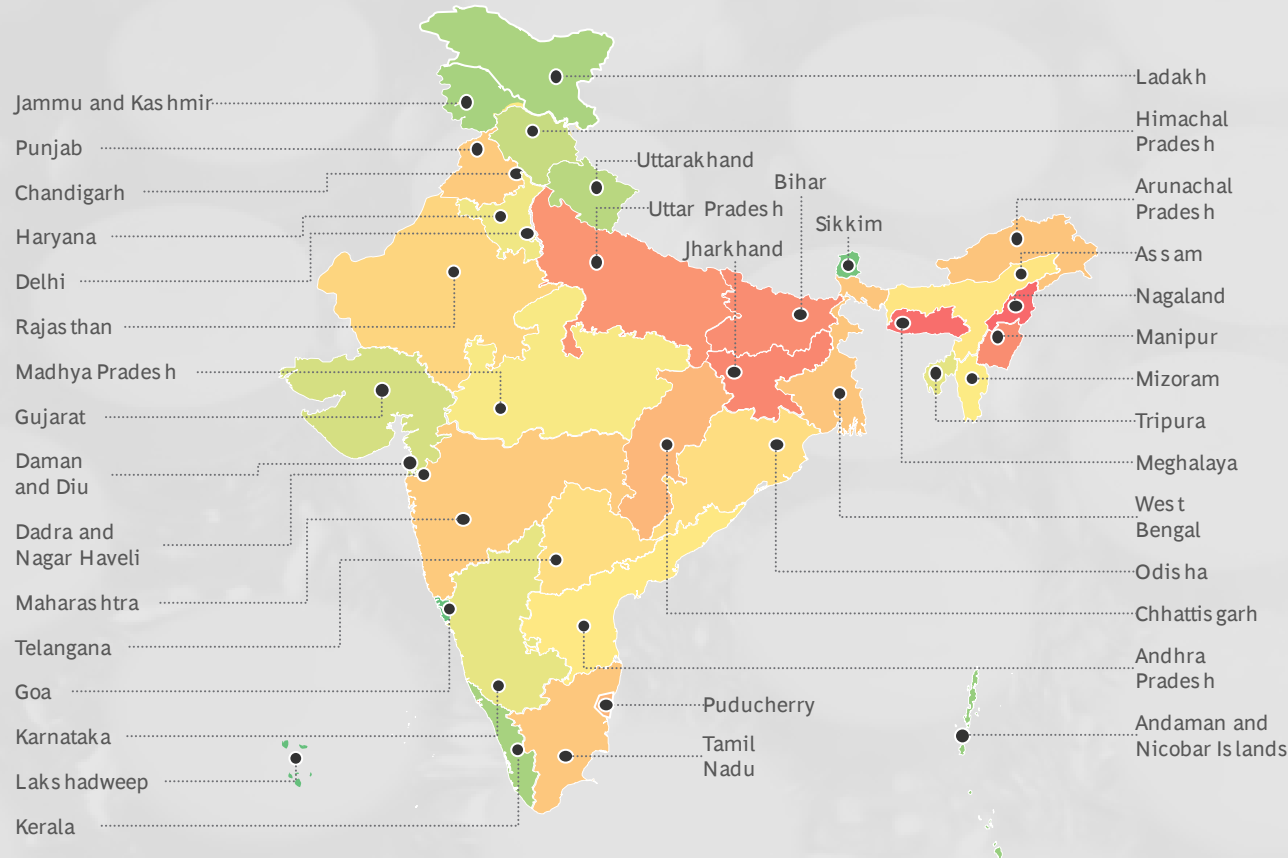 Jammu and Kashmir
Punjab
Chandigarh
Haryana
Delhi
Rajasthan
Madhya Pradesh
Gujarat
Daman
and Diu
Dadra and
Nagar Haveli
Maharashtra
Telangana
Goa
Karnataka
Lakshadweep
Kerala
Uttarakhand
Bihar
Uttar Pradesh
Sikkim
Jharkhand
Puducherry
Tamil
Nadu
Ladakh
Himachal
Pradesh
Arunachal
Pradesh
Assam
Nagaland
Manipur
Mizoram
Tripura
Meghalaya
West
Bengal
Odisha
Chhattisgarh
Andhra
Pradesh
Andaman and
Nicobar Islands